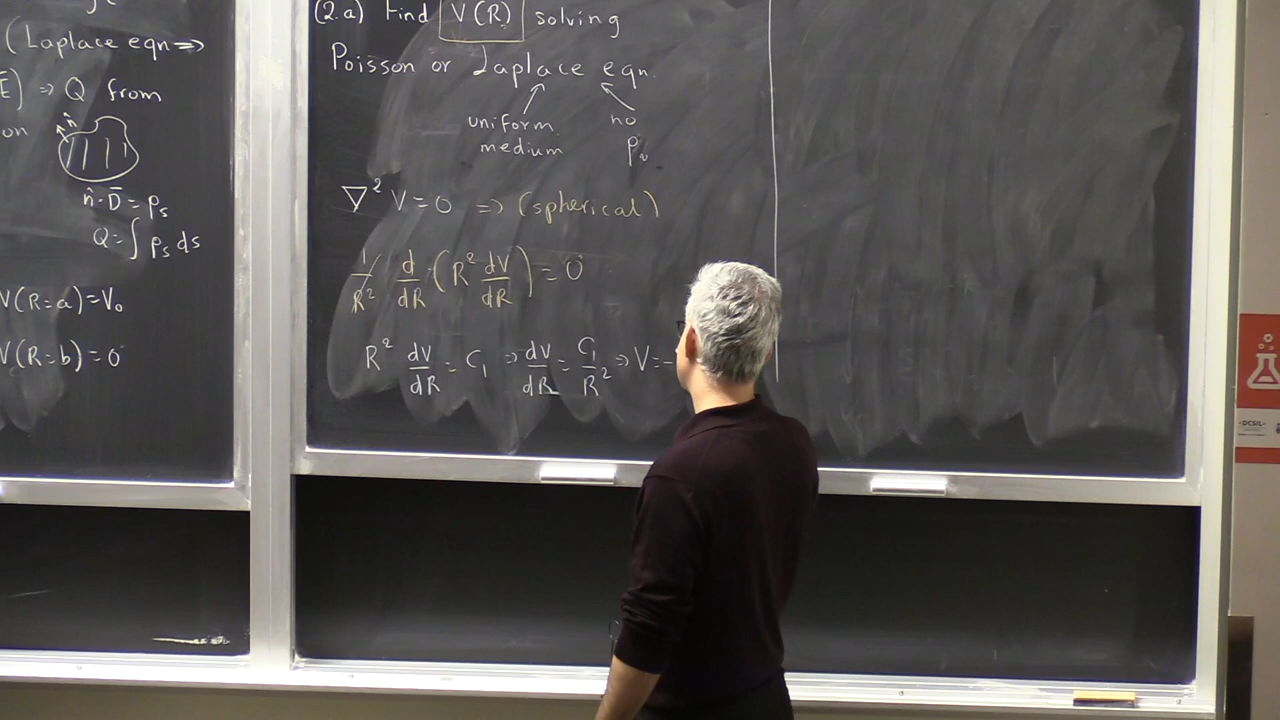 (Laplace eqn ⇒
E̅) ⇒ Q from
on
n̂
n̂·D̅ = ρs
Q = ∫ ρs ds
V(R=a) = V₀
V(R=b) = 0
(2.a) Find V(R) solving
Poisson or Laplace eqn.
uniform no
medium ρv
∇² V = 0 ⇒ (spherical)
1/R² d/dR (R² dV/dR) = 0
R² dV/dR = C₁ ⇒ dV/dR = C₁/R² ⇒ V = -
DCSIL